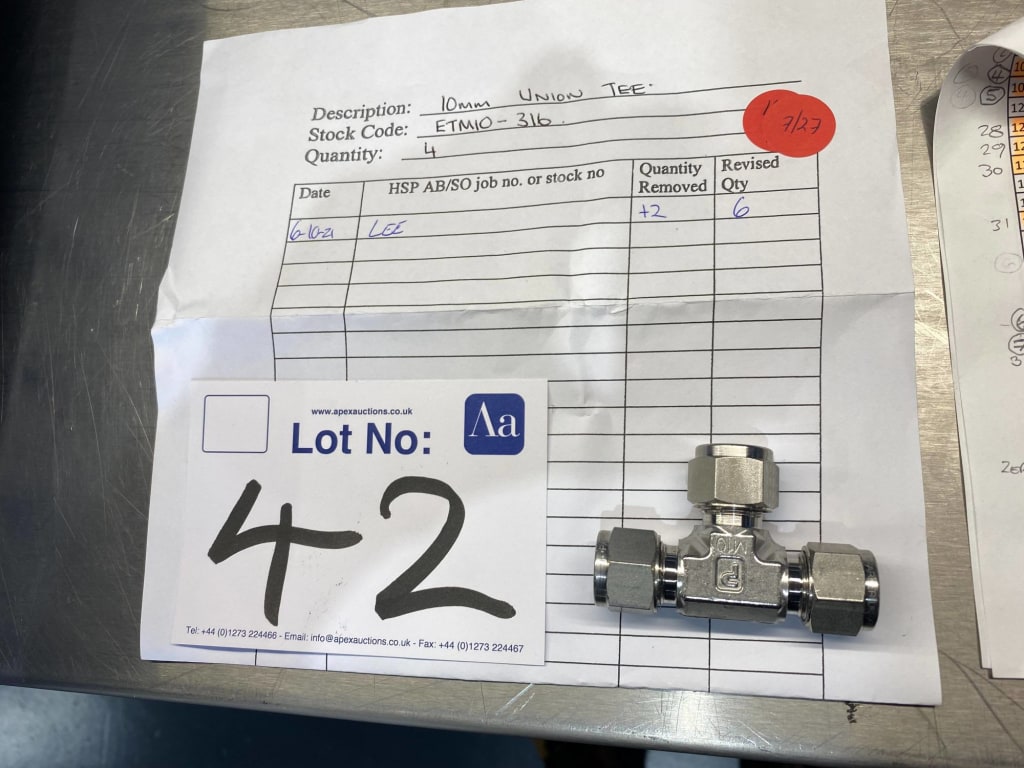 Description: 10mm UNION TEE.
Stock Code: ETM10-316.
Quantity: 4
7/27
Date HSP AB/SO job no. or stock no Quantity Removed Revised Qty
6-10-21 LEE +2 6
www.apexauctions.co.uk
Lot No:
Aa
42
Tel: +44 (0)1273 224466 - Email: info@apexauctions.co.uk - Fax: +44 (0)1273 224467
M10
28
29
30
31